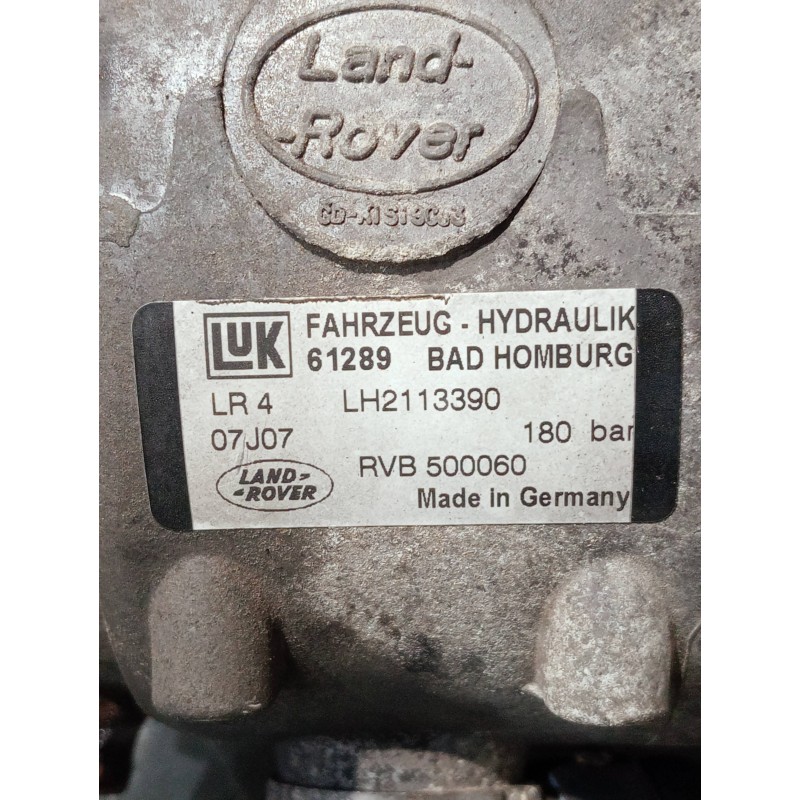 Land-
-Rover
LUK FAHRZEUG - HYDRAULIK
61289 BAD HOMBURG
LR 4 LH2113390
07J07 180 bar
RVB 500060
LAND-
-ROVER
Made in Germany